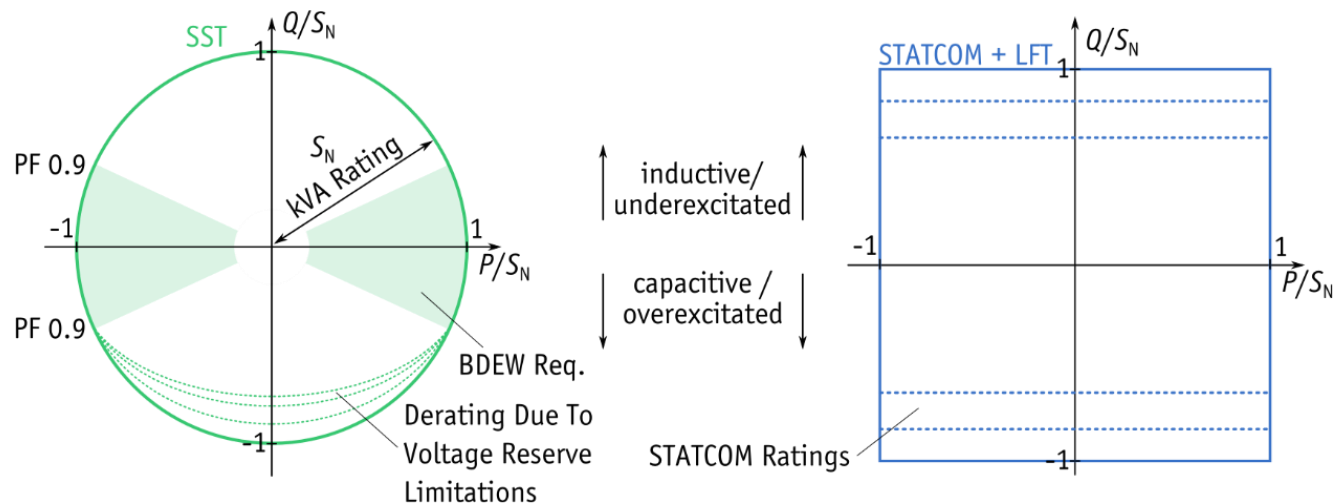 SST
Q/SN
1
PF 0.9
SN
kVA Rating
-1
1
P/SN
PF 0.9
BDEW Req.
Derating Due To
Voltage Reserve
Limitations
-1
inductive/
underexcitated
capacitive /
overexcitated
STATCOM + LFT
Q/SN
1
-1
1
P/SN
STATCOM Ratings
-1